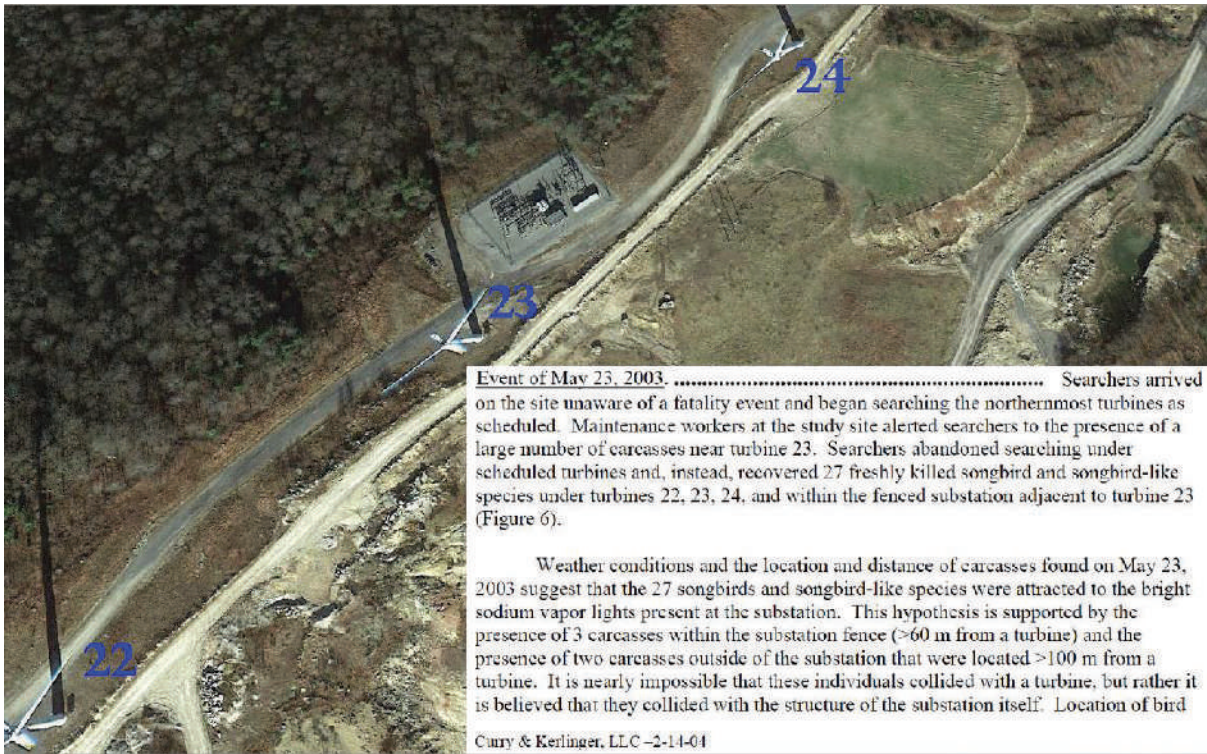 24
23
22
Event of May 23, 2003. ........................................................................ Searchers arrived
on the site unaware of a fatality event and began searching the northernmost turbines as
scheduled. Maintenance workers at the study site alerted searchers to the presence of a
large number of carcasses near turbine 23. Searchers abandoned searching under
scheduled turbines and, instead, recovered 27 freshly killed songbird and songbird-like
species under turbines 22, 23, 24, and within the fenced substation adjacent to turbine 23
(Figure 6).
Weather conditions and the location and distance of carcasses found on May 23,
2003 suggest that the 27 songbirds and songbird-like species were attracted to the bright
sodium vapor lights present at the substation. This hypothesis is supported by the
presence of 3 carcasses within the substation fence (>60 m from a turbine) and the
presence of two carcasses outside of the substation that were located >100 m from a
turbine. It is nearly impossible that these individuals collided with a turbine, but rather it
is believed that they collided with the structure of the substation itself. Location of bird
Curry & Kerlinger, LLC –2-14-04